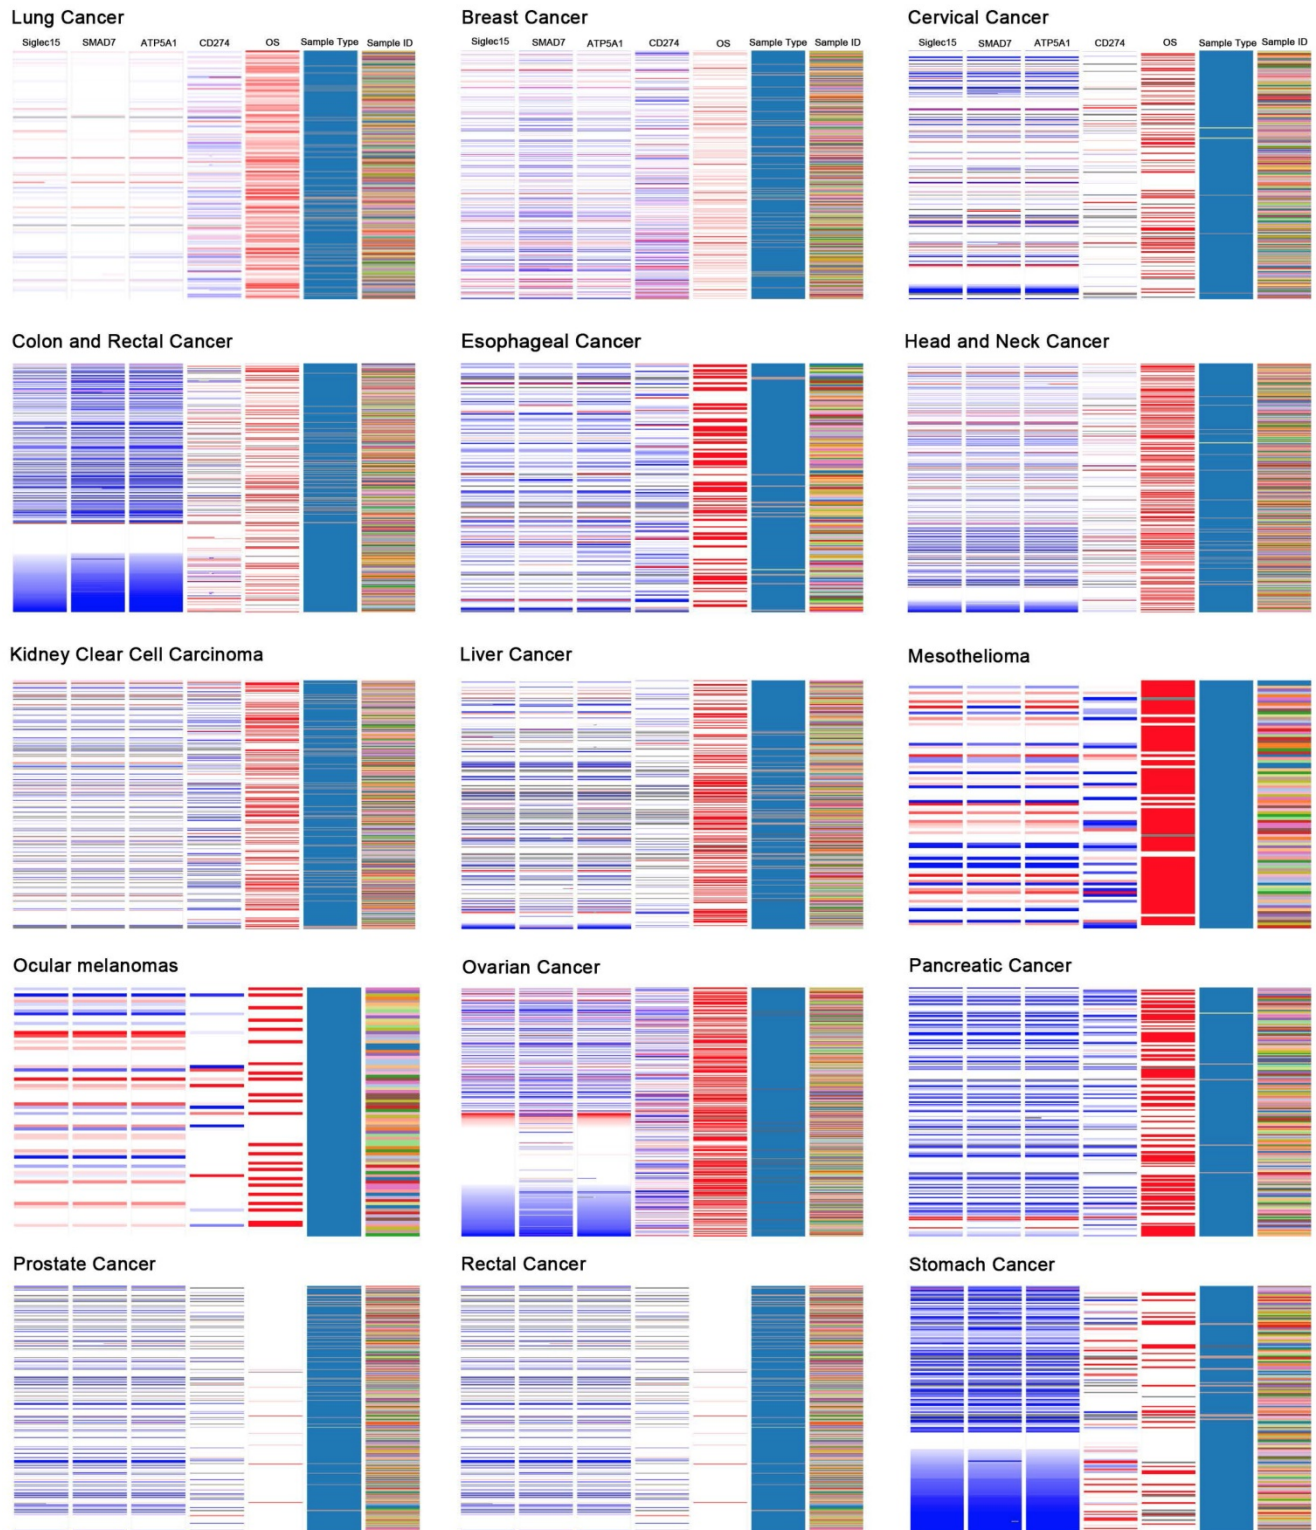 Lung Cancer
Siglec15 SMAD7 ATP5A1 CD274 OS Sample Type Sample ID
Breast Cancer
Siglec15 SMAD7 ATP5A1 CD274 OS Sample Type Sample ID
Cervical Cancer
Siglec15 SMAD7 ATP5A1 CD274 OS Sample Type Sample ID
Colon and Rectal Cancer
Esophageal Cancer
Head and Neck Cancer
Kidney Clear Cell Carcinoma
Liver Cancer
Mesothelioma
Ocular melanomas
Ovarian Cancer
Pancreatic Cancer
Prostate Cancer
Rectal Cancer
Stomach Cancer